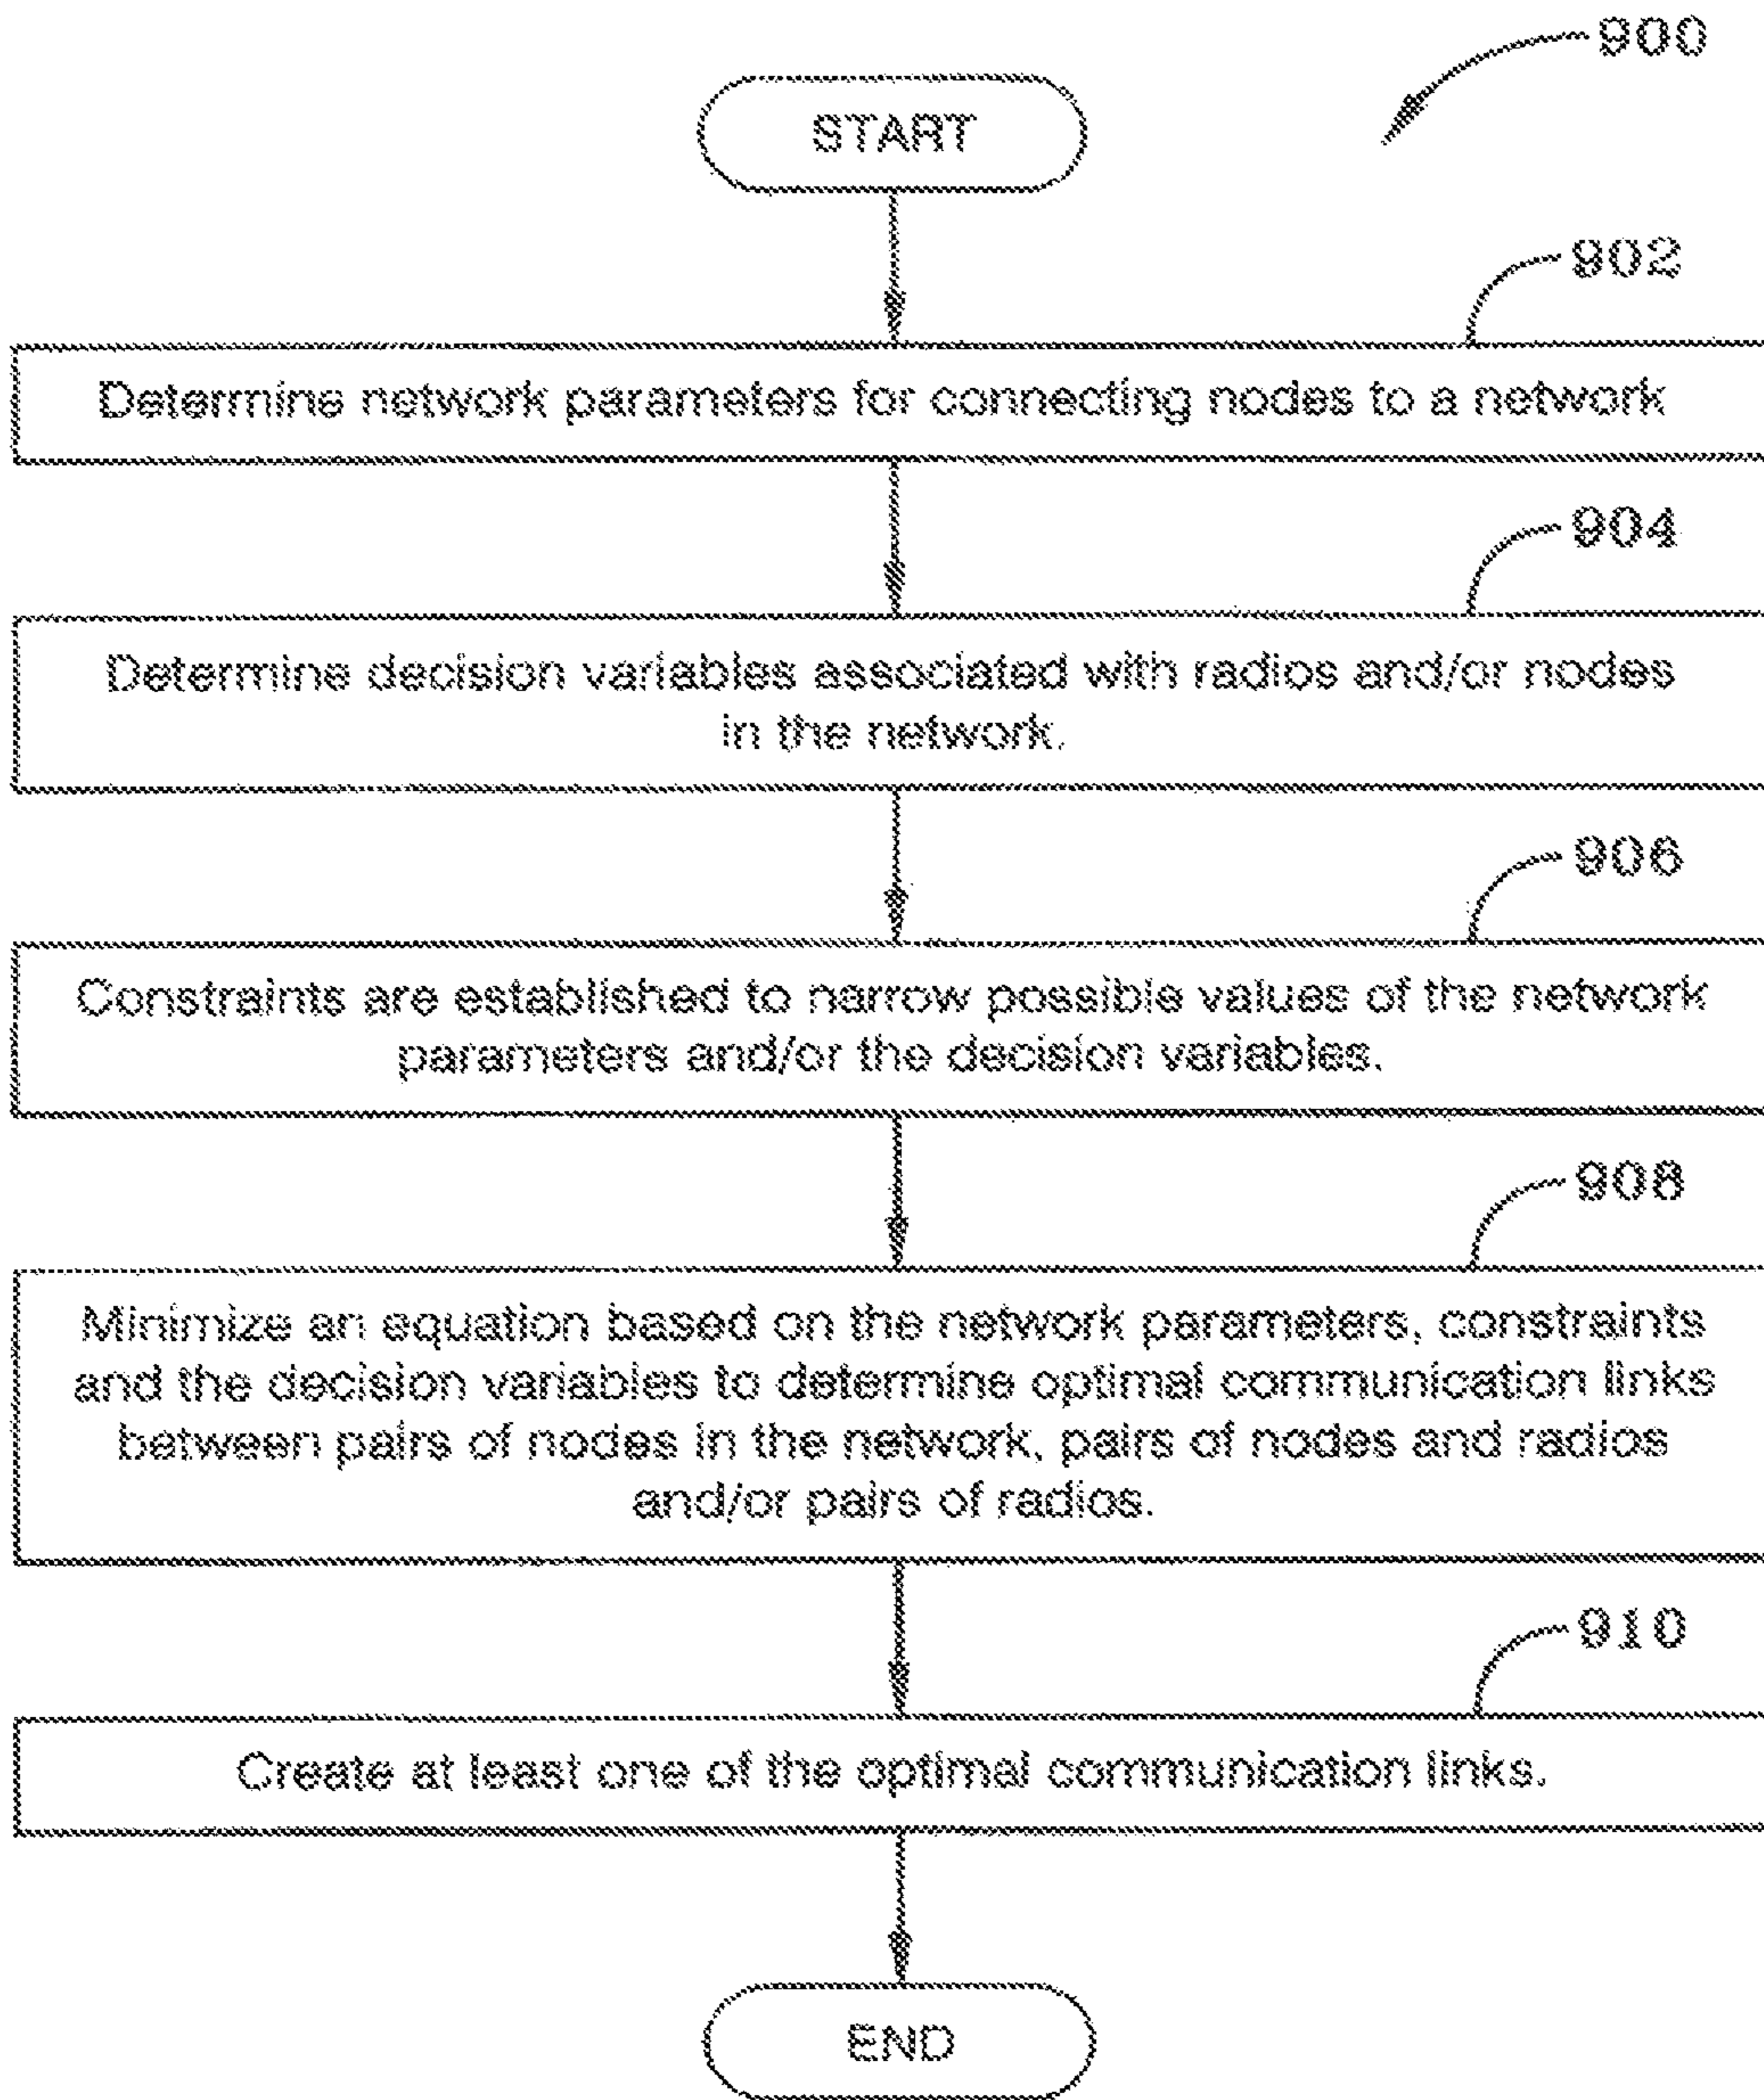 900
START
902
Determine network parameters for connecting nodes to a network
904
Determine decision variables associated with radios and/or nodes
in the network.
906
Constraints are established to narrow possible values of the network
parameters and/or the decision variables.
908
Minimize an equation based on the network parameters, constraints
and the decision variables to determine optimal communication links
between pairs of nodes in the network, pairs of nodes and radios
and/or pairs of radios.
910
Create at least one of the optimal communication links.
END